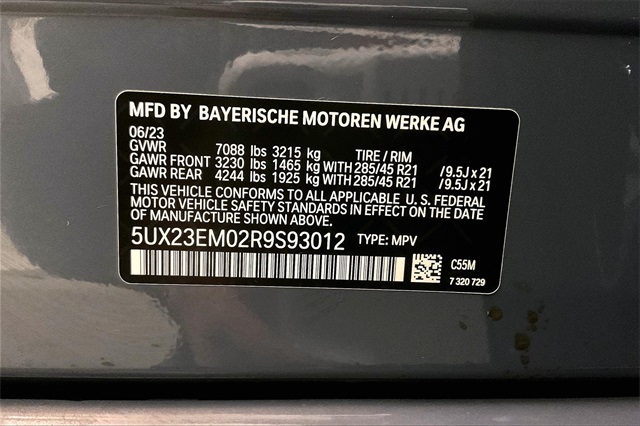 MFD BY BAYERISCHE MOTOREN WERKE AG
06/23
GVWR 7088 lbs 3215 kg TIRE / RIM
GAWR FRONT 3230 lbs 1465 kg WITH 285/45 R21 / 9.5J x 21
GAWR REAR 4244 lbs 1925 kg WITH 285/45 R21 / 9.5J x 21
THIS VEHICLE CONFORMS TO ALL APPLICABLE U. S. FEDERAL
MOTOR VEHICLE SAFETY STANDARDS IN EFFECT ON THE DATE
OF MANUFACTURE SHOWN ABOVE.
5UX23EM02R9S93012 TYPE: MPV
C55M
7 320 729